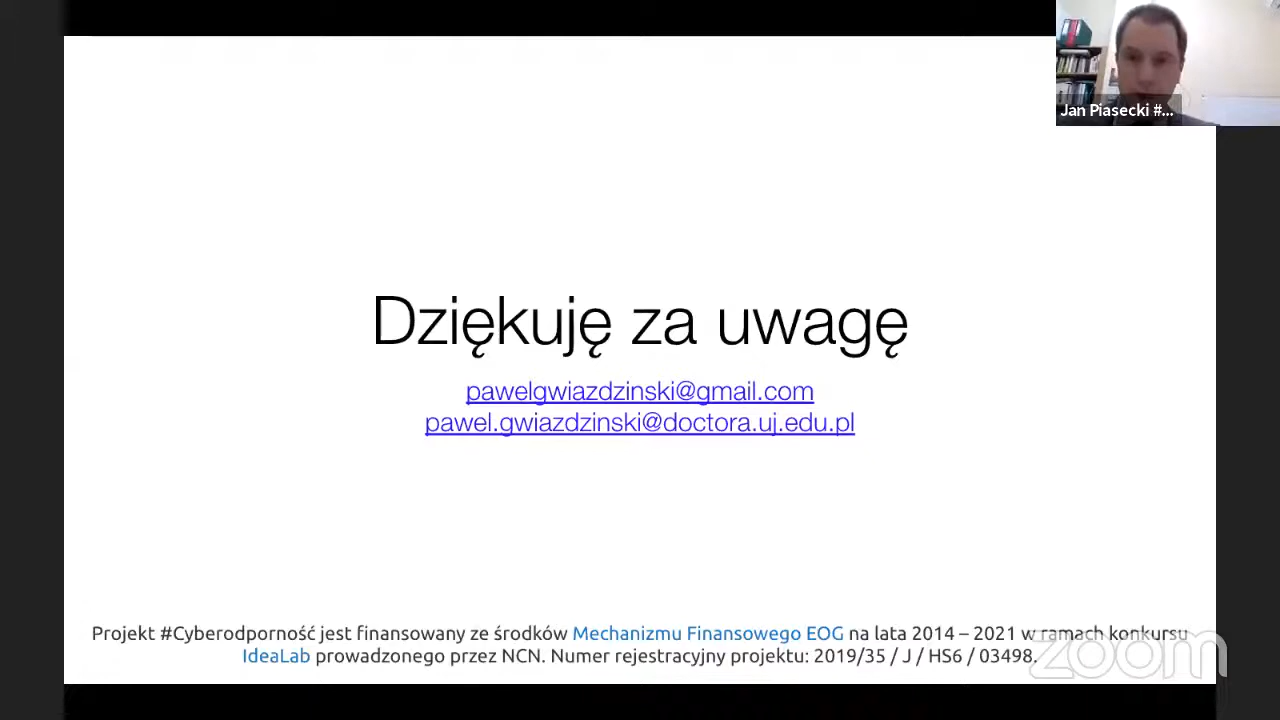 Jan Piasecki #...
Dziękuję za uwagę
pawelgwiazdzinski@gmail.com
pawel.gwiazdzinski@doctora.uj.edu.pl
Projekt #Cyberodporność jest finansowany ze środków Mechanizmu Finansowego EOG na lata 2014 – 2021 w ramach konkursu
IdeaLab prowadzonego przez NCN. Numer rejestracyjny projektu: 2019/35 / J / HS6 / 03498.
zoom